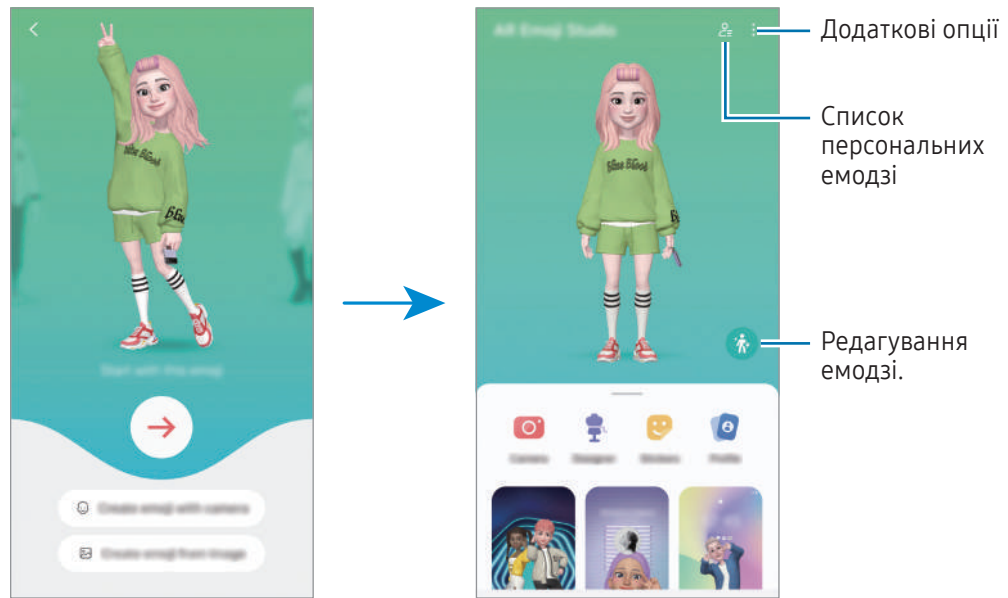 Додаткові опції
Список
персональних
емодзі
Редагування
емодзі.
AR Emoji Studio
Start with this emoji
Create emoji with camera
Create emoji from image
Camera
Designer
Stickers
Profile